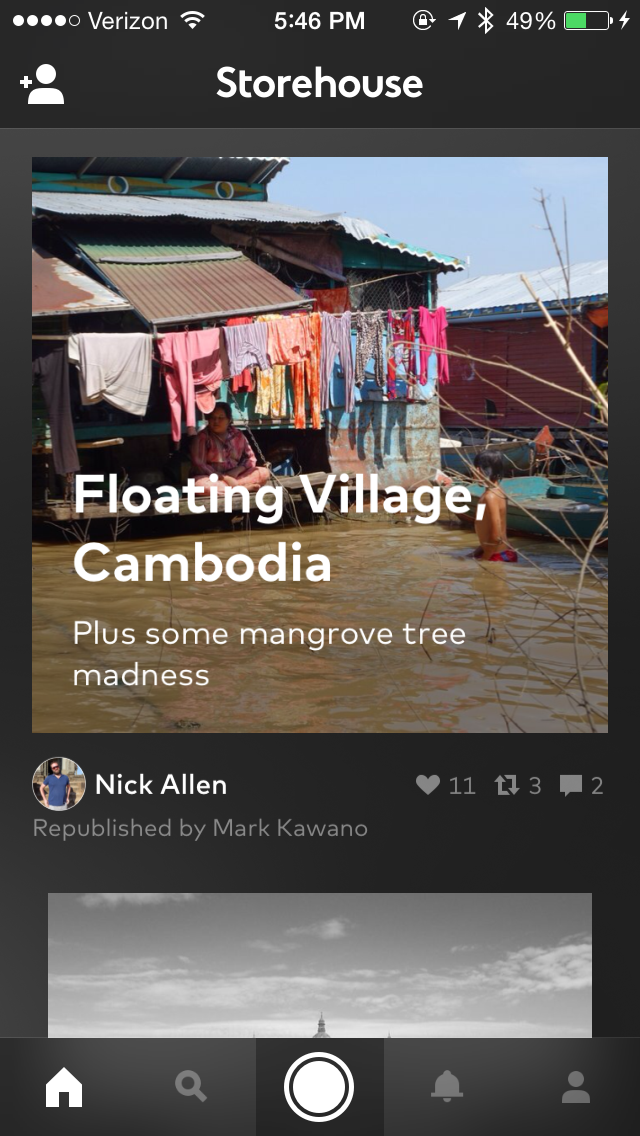 Verizon 5:46 PM 49%
Storehouse
Floating Village,
Cambodia
Plus some mangrove tree
madness
Nick Allen 11 3 2
Republished by Mark Kawano